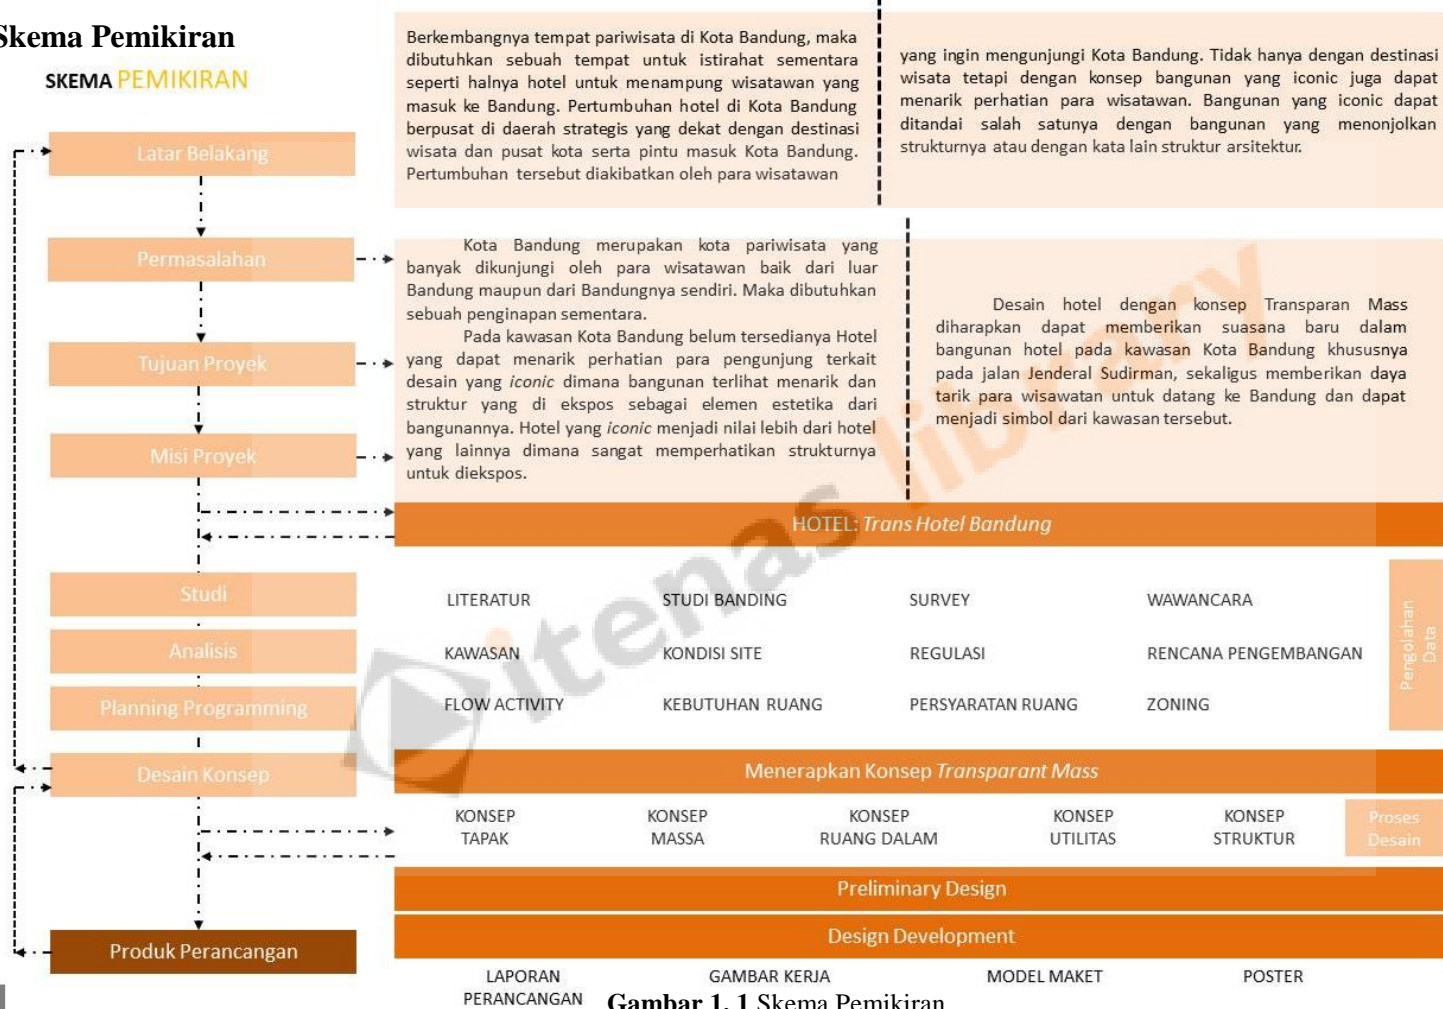 Skema Pemikiran
SKEMA PEMIKIRAN
Berkembangnya tempat pariwisata di Kota Bandung, maka
dibutuhkan sebuah tempat untuk istirahat sementara
seperti halnya hotel untuk menampung wisatawan yang
masuk ke Bandung. Pertumbuhan hotel di Kota Bandung
berpusat di daerah strategis yang dekat dengan destinasi
wisata dan pusat kota serta pintu masuk Kota Bandung.
Pertumbuhan tersebut diakibatkan oleh para wisatawan
yang ingin mengunjungi Kota Bandung. Tidak hanya dengan destinasi
wisata tetapi dengan konsep bangunan yang iconic juga dapat
menarik perhatian para wisatawan. Bangunan yang iconic dapat
ditandai salah satunya dengan bangunan yang menonjolkan
strukturnya atau dengan kata lain struktur arsitektur.
Latar Belakang
Permasalahan
Tujuan Proyek
Misi Proyek
Kota Bandung merupakan kota pariwisata yang
banyak dikunjungi oleh para wisatawan baik dari luar
Bandung maupun dari Bandungnya sendiri. Maka dibutuhkan
sebuah penginapan sementara.
Pada kawasan Kota Bandung belum tersedianya Hotel
yang dapat menarik perhatian para pengunjung terkait
desain yang iconic dimana bangunan terlihat menarik dan
struktur yang di ekspos sebagai elemen estetika dari
bangunannya. Hotel yang iconic menjadi nilai lebih dari hotel
yang lainnya dimana sangat memperhatikan strukturnya
untuk diekspos.
Desain hotel dengan konsep Transparan Mass
diharapkan dapat memberikan suasana baru dalam
bangunan hotel pada kawasan Kota Bandung khususnya
pada jalan Jenderal Sudirman, sekaligus memberikan daya
tarik para wisawatan untuk datang ke Bandung dan dapat
menjadi simbol dari kawasan tersebut.
HOTEL: Trans Hotel Bandung
Studi
LITERATUR STUDI BANDING SURVEY WAWANCARA
Analisis
KAWASAN KONDISI SITE REGULASI RENCANA PENGEMBANGAN
Planning Programming
FLOW ACTIVITY KEBUTUHAN RUANG PERSYARATAN RUANG ZONING
Pengolahan
Data
Desain Konsep
Menerapkan Konsep Transparant Mass
KONSEP KONSEP KONSEP KONSEP KONSEP Proses
TAPAK MASSA RUANG DALAM UTILITAS STRUKTUR Desain
Preliminary Design
Design Development
Produk Perancangan
LAPORAN GAMBAR KERJA MODEL MAKET POSTER
PERANCANGAN
Gambar 1. 1 Skema Pemikiran
itenas library